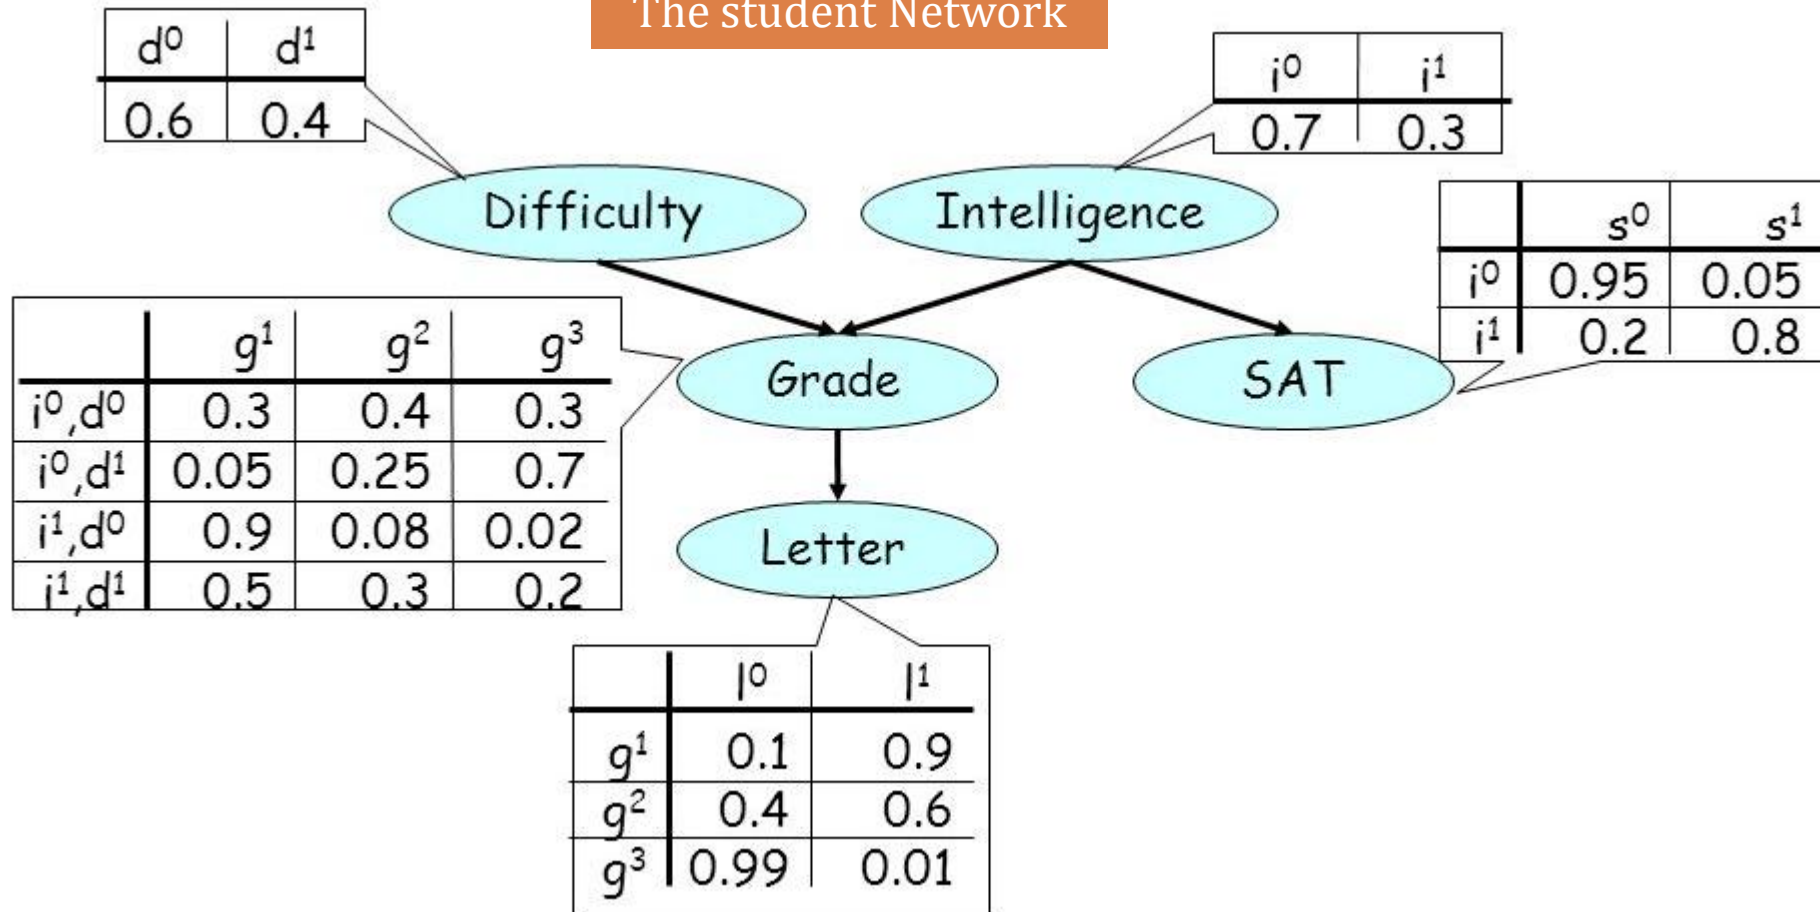 The student Network
d⁰ d¹
0.6 0.4
i⁰ i¹
0.7 0.3
Difficulty
Intelligence
s⁰ s¹
i⁰ 0.95 0.05
i¹ 0.2 0.8
g¹ g² g³
i⁰,d⁰ 0.3 0.4 0.3
i⁰,d¹ 0.05 0.25 0.7
i¹,d⁰ 0.9 0.08 0.02
i¹,d¹ 0.5 0.3 0.2
Grade
SAT
Letter
l⁰ l¹
g¹ 0.1 0.9
g² 0.4 0.6
g³ 0.99 0.01